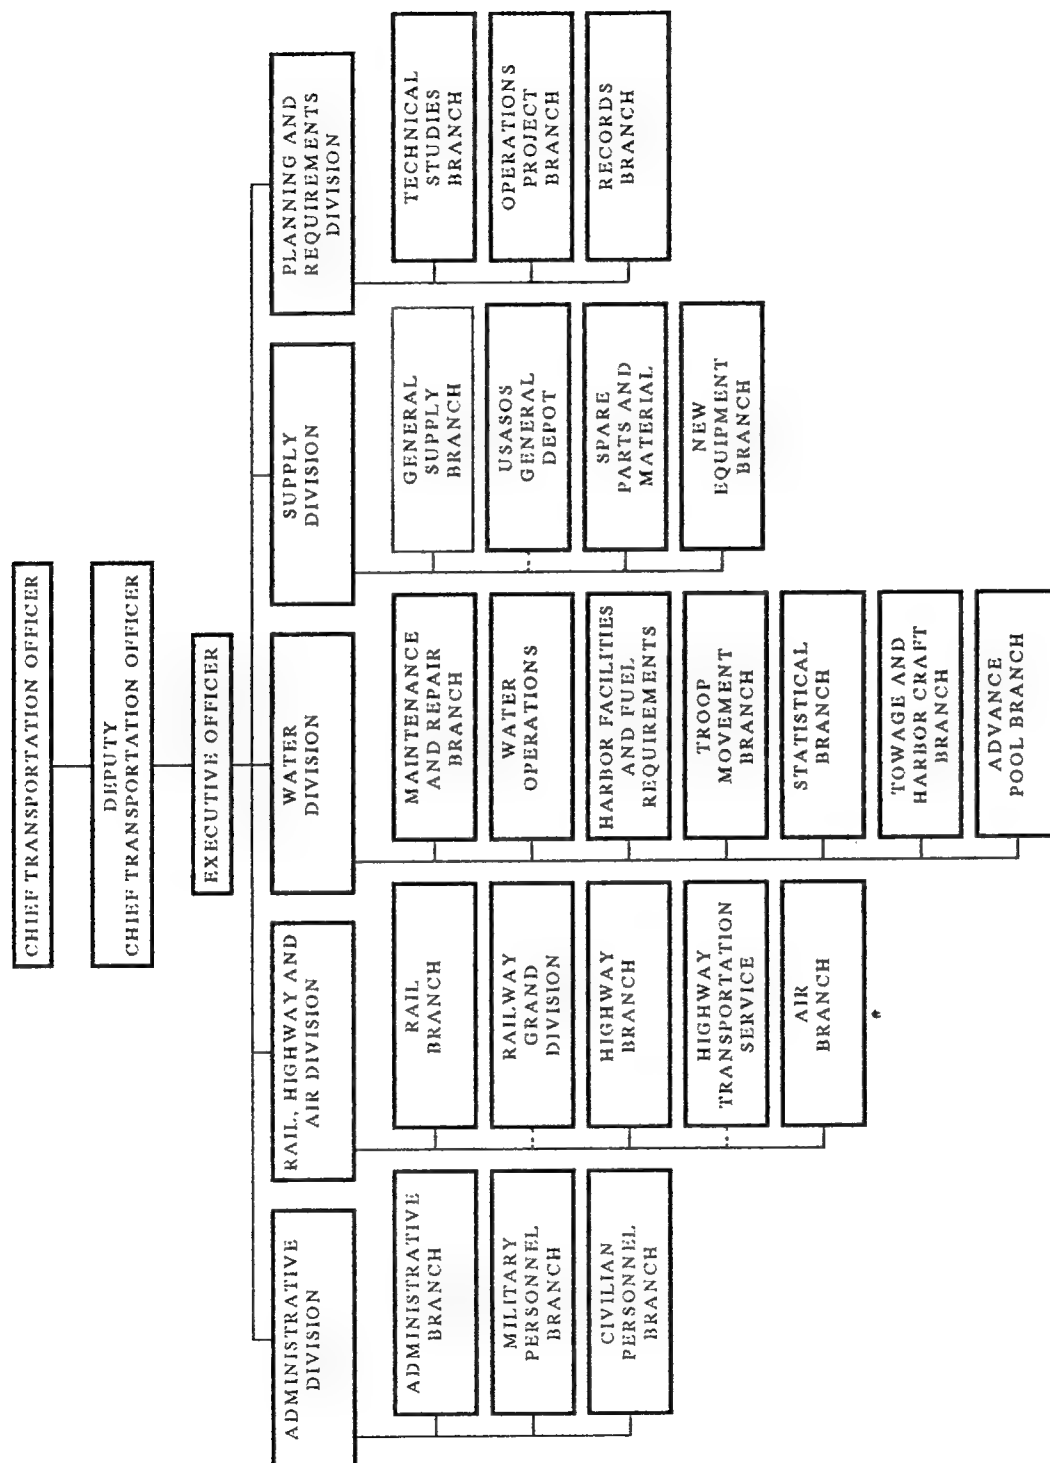 CHIEF TRANSPORTATION OFFICER
DEPUTY
CHIEF TRANSPORTATION OFFICER
EXECUTIVE OFFICER
ADMINISTRATIVE
DIVISION
RAIL, HIGHWAY AND
AIR DIVISION
WATER
DIVISION
SUPPLY
DIVISION
PLANNING AND
REQUIREMENTS
DIVISION
ADMINISTRATIVE
BRANCH
MILITARY
PERSONNEL
BRANCH
CIVILIAN
PERSONNEL
BRANCH
RAIL
BRANCH
RAILWAY
GRAND
DIVISION
HIGHWAY
BRANCH
HIGHWAY
TRANSPORTATION
SERVICE
AIR
BRANCH
MAINTENANCE
AND REPAIR
BRANCH
WATER
OPERATIONS
HARBOR FACILITIES
AND FUEL
REQUIREMENTS
TROOP
MOVEMENT
BRANCH
STATISTICAL
BRANCH
TOWAGE AND
HARBOR CRAFT
BRANCH
ADVANCE
POOL BRANCH
GENERAL
SUPPLY
BRANCH
USASOS
GENERAL
DEPOT
SPARE
PARTS AND
MATERIAL
NEW
EQUIPMENT
BRANCH
TECHNICAL
STUDIES
BRANCH
OPERATIONS
PROJECT
BRANCH
RECORDS
BRANCH